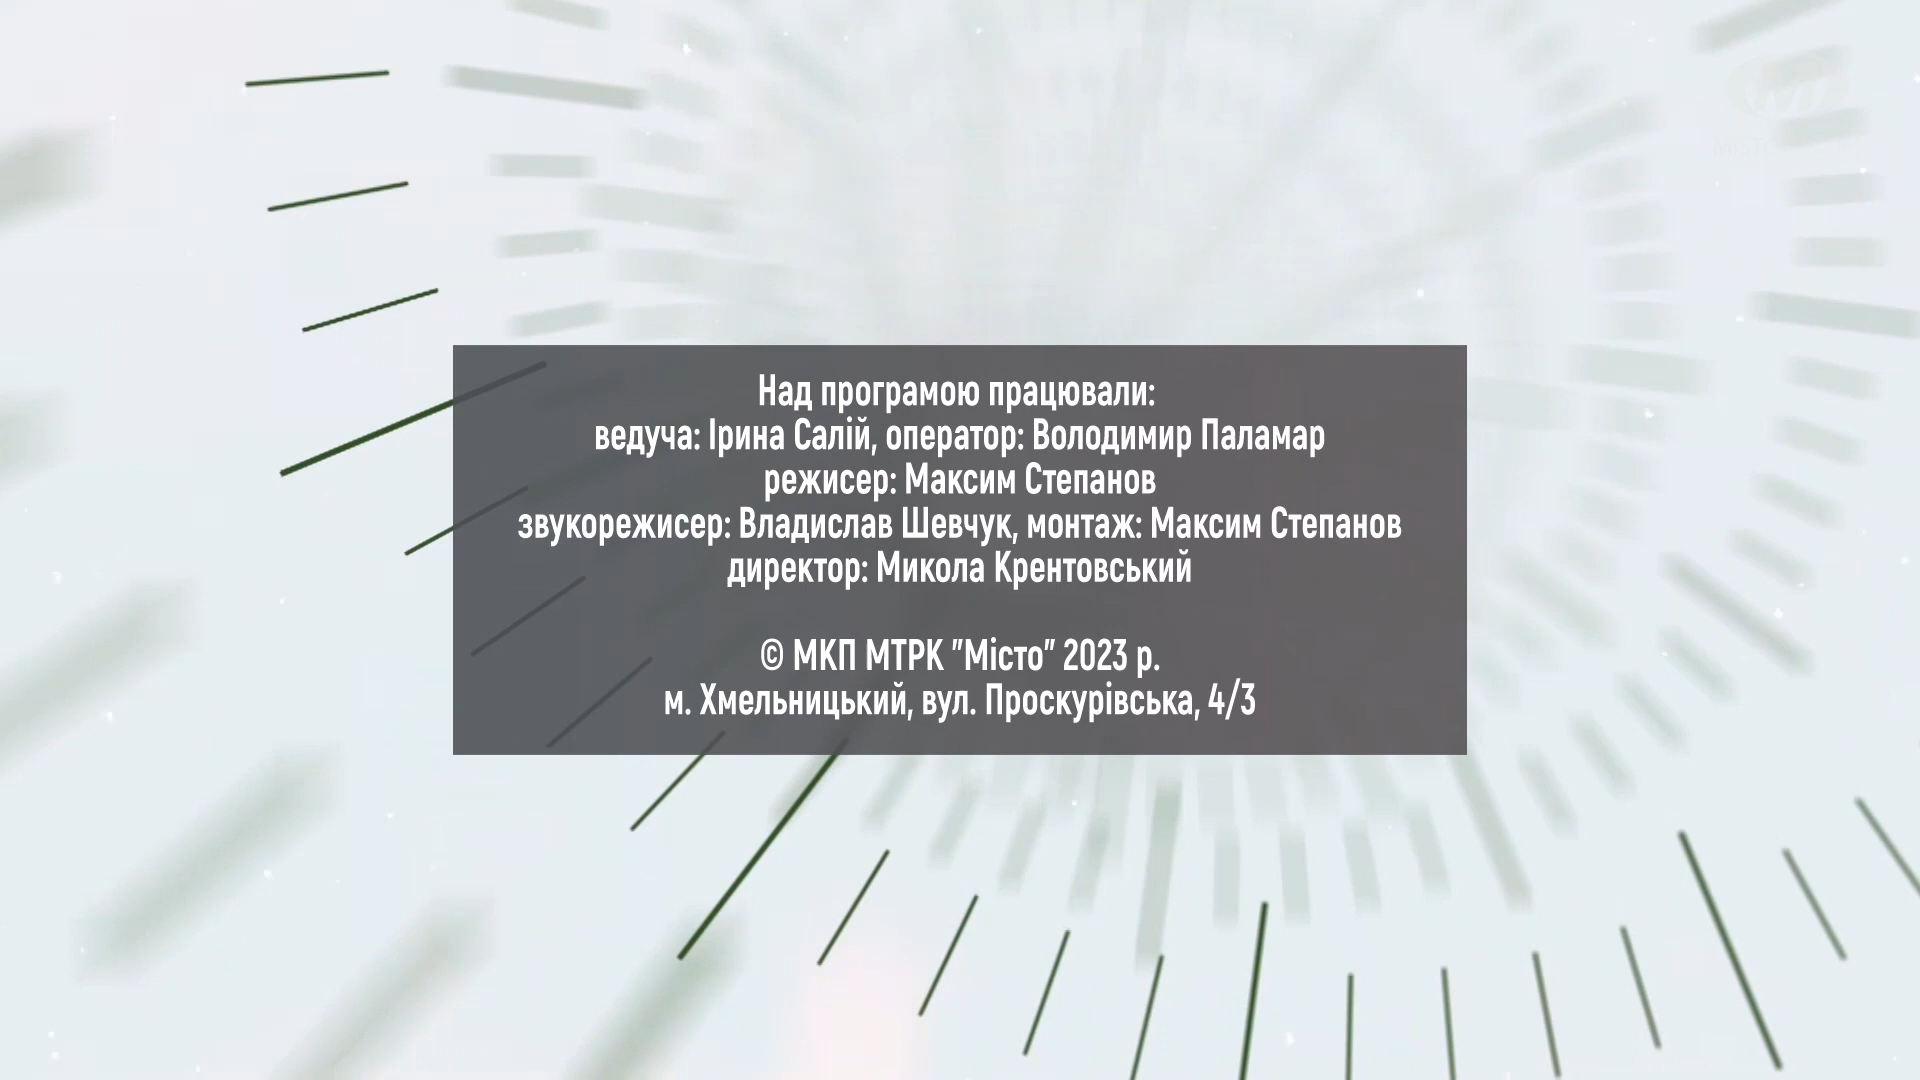 Над програмою працювали:
ведуча: Ірина Салій, оператор: Володимир Паламар
режисер: Максим Степанов
звукорежисер: Владислав Шевчук, монтаж: Максим Степанов
директор: Микола Крентовський
© МКП МТРК "Місто" 2023 р.
м. Хмельницький, вул. Проскурівська, 4/3